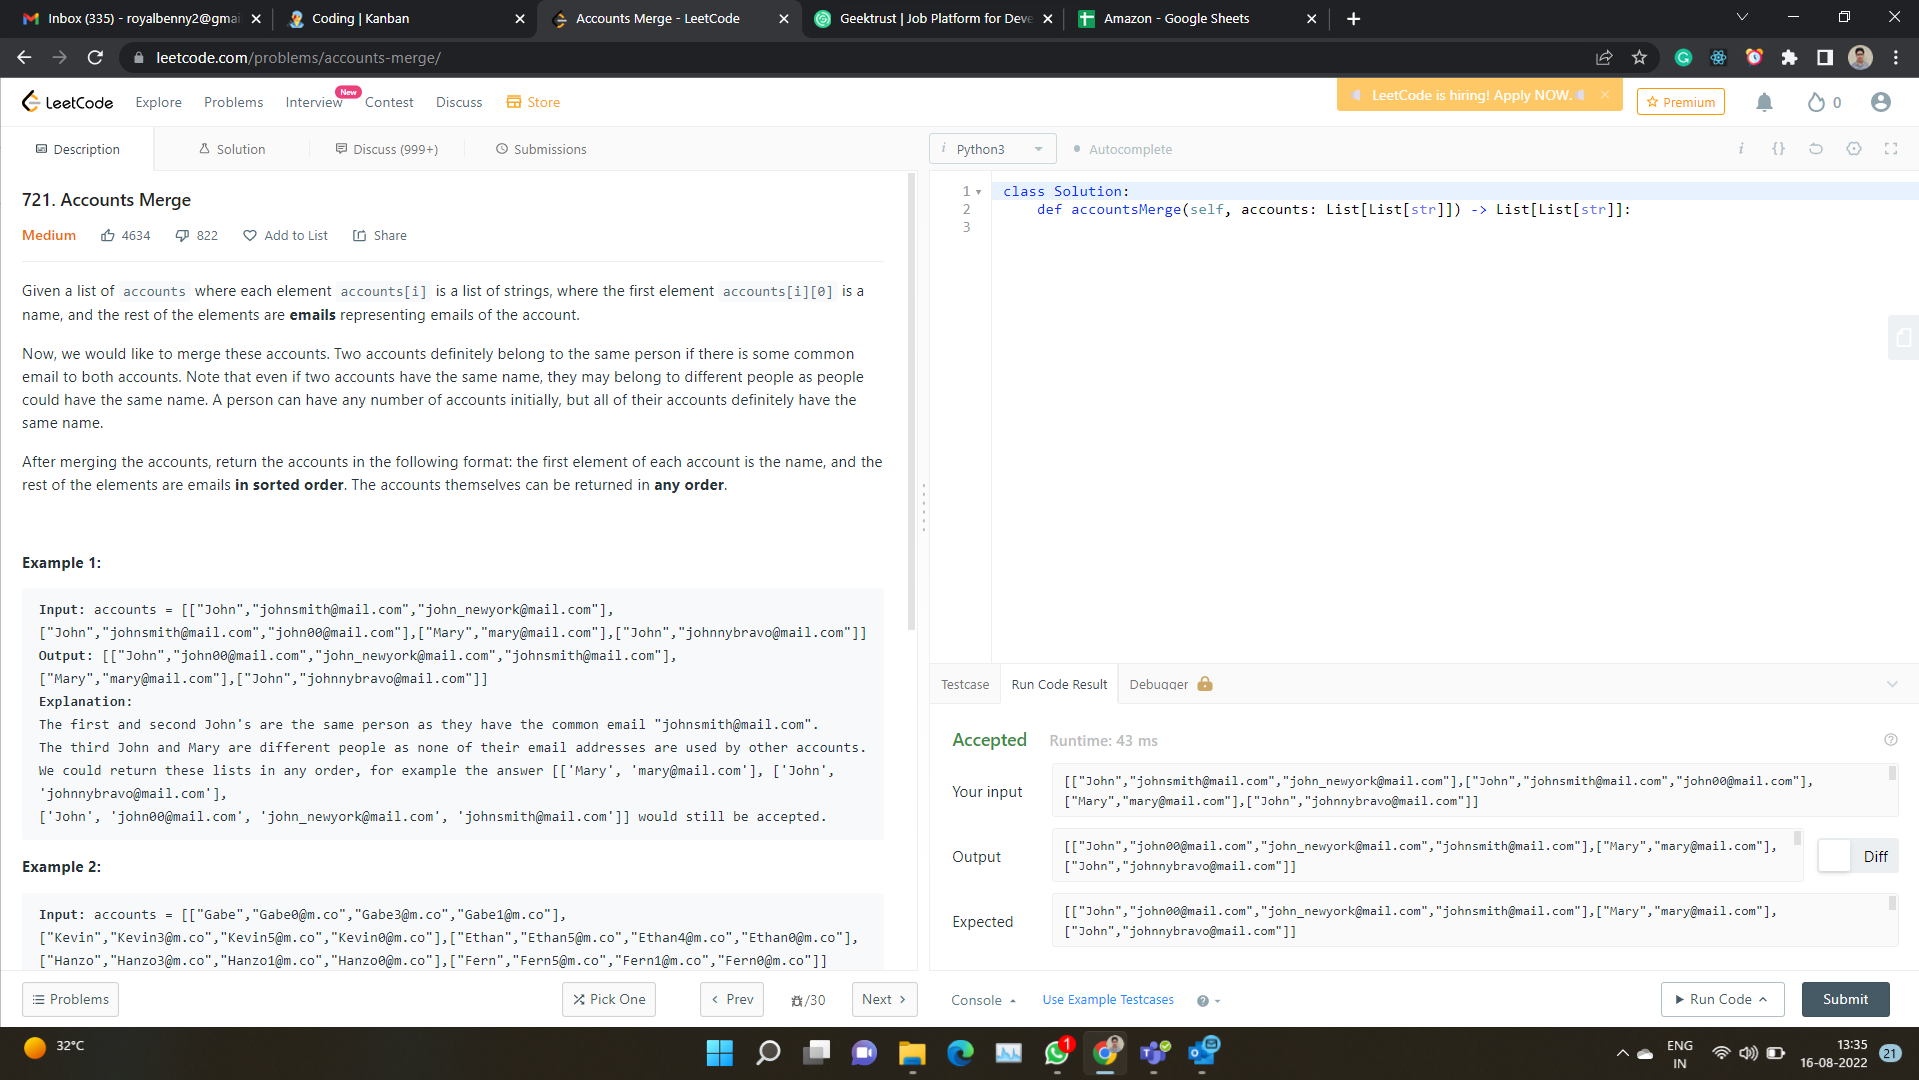 Inbox (335) - royalbenny2@gmai
Coding | Kanban
Accounts Merge - LeetCode
Geektrust | Job Platform for Deve
Amazon - Google Sheets
leetcode.com/problems/accounts-merge/
LeetCode
Explore
Problems
Interview
New
Contest
Discuss
Store
LeetCode is hiring! Apply NOW.
Premium
0
Description
Solution
Discuss (999+)
Submissions
i Python3
Autocomplete
i
{}
721. Accounts Merge
Medium
4634
822
Add to List
Share
Given a list of accounts where each element accounts[i] is a list of strings, where the first element accounts[i][0] is a
name, and the rest of the elements are emails representing emails of the account.
Now, we would like to merge these accounts. Two accounts definitely belong to the same person if there is some common
email to both accounts. Note that even if two accounts have the same name, they may belong to different people as people
could have the same name. A person can have any number of accounts initially, but all of their accounts definitely have the
same name.
After merging the accounts, return the accounts in the following format: the first element of each account is the name, and the
rest of the elements are emails in sorted order. The accounts themselves can be returned in any order.
Example 1:
Input: accounts = [["John","johnsmith@mail.com","john_newyork@mail.com"],
["John","johnsmith@mail.com","john00@mail.com"],["Mary","mary@mail.com"],["John","johnnybravo@mail.com"]]
Output: [["John","john00@mail.com","john_newyork@mail.com","johnsmith@mail.com"],
["Mary","mary@mail.com"],["John","johnnybravo@mail.com"]]
Explanation:
The first and second John's are the same person as they have the common email "johnsmith@mail.com".
The third John and Mary are different people as none of their email addresses are used by other accounts.
We could return these lists in any order, for example the answer [['Mary', 'mary@mail.com'], ['John',
'johnnybravo@mail.com'],
['John', 'john00@mail.com', 'john_newyork@mail.com', 'johnsmith@mail.com']] would still be accepted.
Example 2:
Input: accounts = [["Gabe","Gabe0@m.co","Gabe3@m.co","Gabe1@m.co"],
["Kevin","Kevin3@m.co","Kevin5@m.co","Kevin0@m.co"],["Ethan","Ethan5@m.co","Ethan4@m.co","Ethan0@m.co"],
["Hanzo","Hanzo3@m.co","Hanzo1@m.co","Hanzo0@m.co"],["Fern","Fern5@m.co","Fern1@m.co","Fern0@m.co"]]
1 class Solution:
2 def accountsMerge(self, accounts: List[List[str]]) -> List[List[str]]:
3
Testcase
Run Code Result
Debugger
Accepted
Runtime: 43 ms
Your input
[["John","johnsmith@mail.com","john_newyork@mail.com"],["John","johnsmith@mail.com","john00@mail.com"],
["Mary","mary@mail.com"],["John","johnnybravo@mail.com"]]
Output
[["John","john00@mail.com","john_newyork@mail.com","johnsmith@mail.com"],["Mary","mary@mail.com"],
["John","johnnybravo@mail.com"]]
Diff
Expected
[["John","john00@mail.com","john_newyork@mail.com","johnsmith@mail.com"],["Mary","mary@mail.com"],
["John","johnnybravo@mail.com"]]
Problems
Pick One
Prev
/30
Next
Console
Use Example Testcases
Run Code
Submit
32°C
1
ENG
IN
13:35
16-08-2022
21